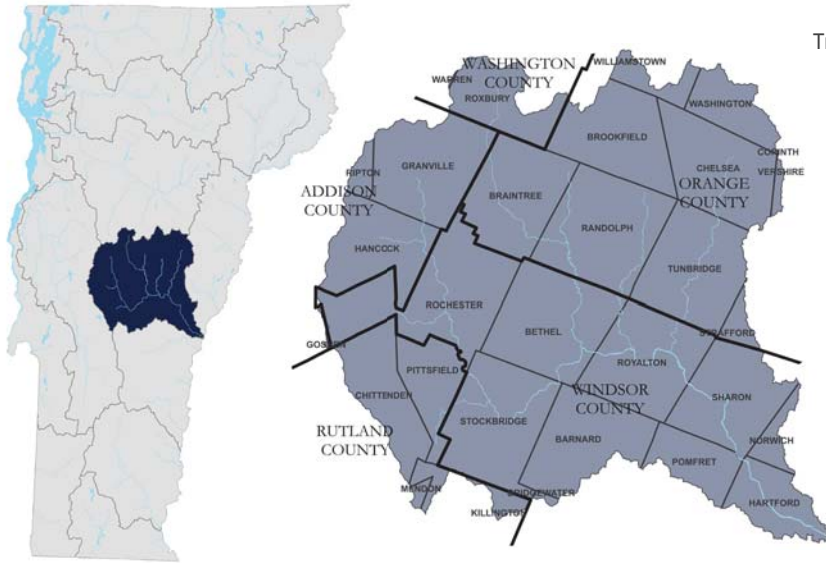 Tr
WASHINGTON
COUNTY
WILLIAMSTOWN
WARREN
ROXBURY
WASHINGTON
BROOKFIELD
CORINTH
VERSHIRE
CHELSEA
RIPTON
GRANVILLE
ADDISON
COUNTY
ORANGE
COUNTY
BRAINTREE
RANDOLPH
HANCOCK
TUNBRIDGE
ROCHESTER
BETHEL
STRAFFORD
GOSHEN
ROYALTON
PITTSFIELD
CHITTENDEN
WINDSOR
COUNTY
SHARON
STOCKBRIDGE
RUTLAND
COUNTY
BARNARD
NORWICH
POMFRET
MENDON
BRIDGEWATER
HARTFORD
KILLINGTON